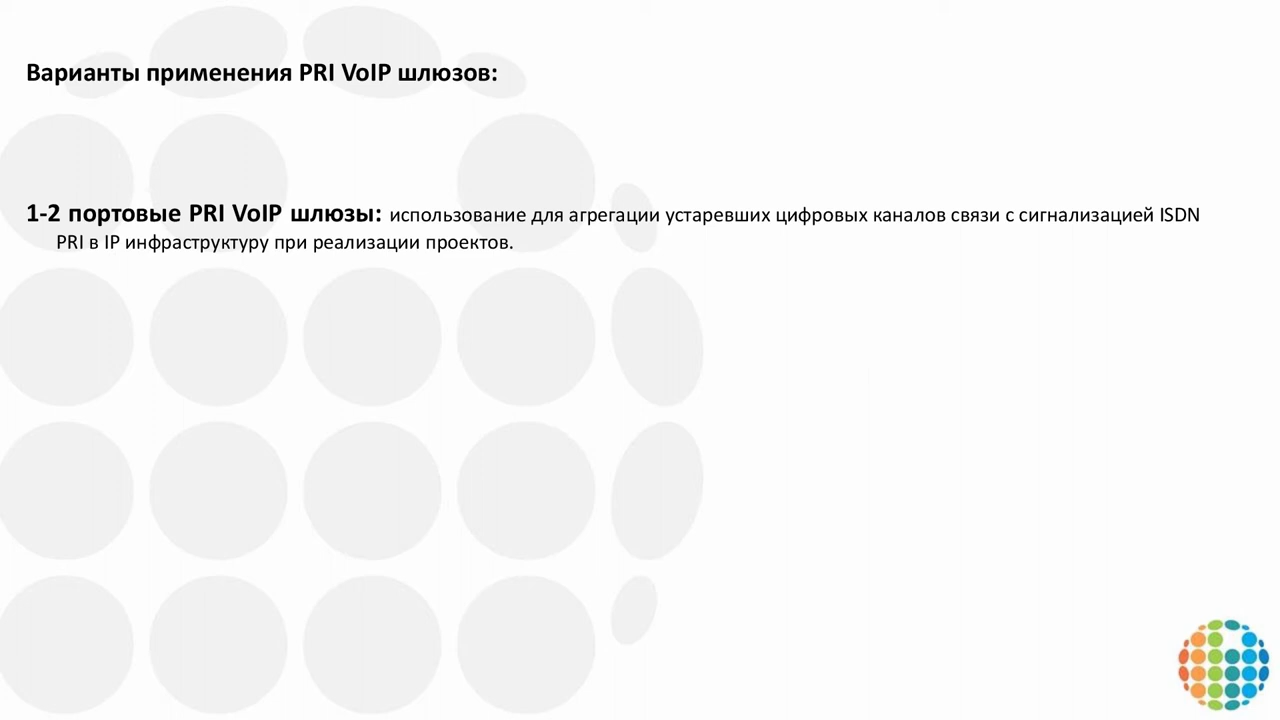 Варианты применения PRI VoIP шлюзов:
1-2 портовые PRI VoIP шлюзы: использование для агрегации устаревших цифровых каналов связи с сигнализацией ISDN
PRI в IP инфраструктуру при реализации проектов.